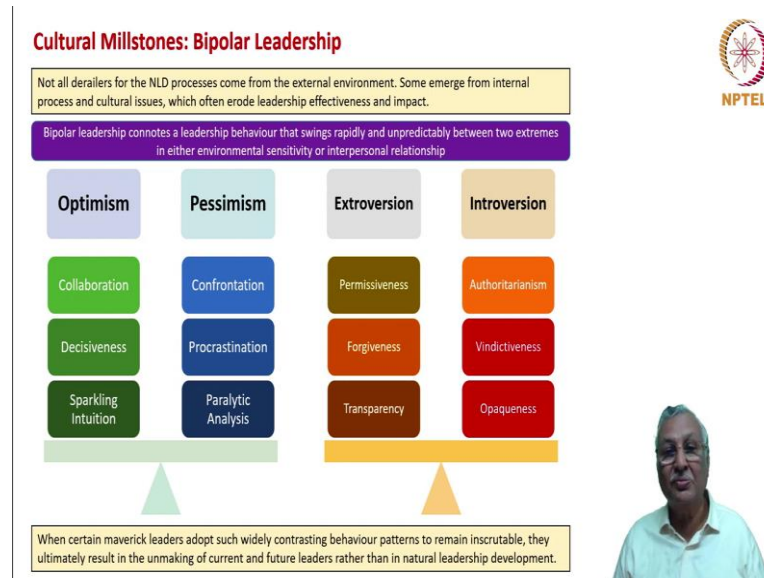 Cultural Millstones: Bipolar Leadership
NPTEL
Not all derailers for the NLD processes come from the external environment. Some emerge from internal
process and cultural issues, which often erode leadership effectiveness and impact.
Bipolar leadership connotes a leadership behaviour that swings rapidly and unpredictably between two extremes
in either environmental sensitivity or interpersonal relationship
Optimism
Pessimism
Extroversion
Introversion
Collaboration
Confrontation
Permissiveness
Authoritarianism
Decisiveness
Procrastination
Forgiveness
Vindictiveness
Sparkling
Intuition
Paralytic
Analysis
Transparency
Opaqueness
When certain maverick leaders adopt such widely contrasting behaviour patterns to remain inscrutable, they
ultimately result in the unmaking of current and future leaders rather than in natural leadership development.